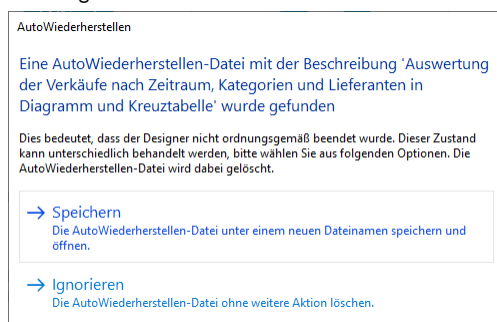 AutoWiederherstellen
Eine AutoWiederherstellen-Datei mit der Beschreibung 'Auswertung
der Verkäufe nach Zeitraum, Kategorien und Lieferanten in
Diagramm und Kreuztabelle' wurde gefunden
Dies bedeutet, dass der Designer nicht ordnungsgemäß beendet wurde. Dieser Zustand
kann unterschiedlich behandelt werden, bitte wählen Sie aus folgenden Optionen. Die
AutoWiederherstellen-Datei wird dabei gelöscht.
→ Speichern
Die AutoWiederherstellen-Datei unter einem neuen Dateinamen speichern und
öffnen.
→ Ignorieren
Die AutoWiederherstellen-Datei ohne weitere Aktion löschen.